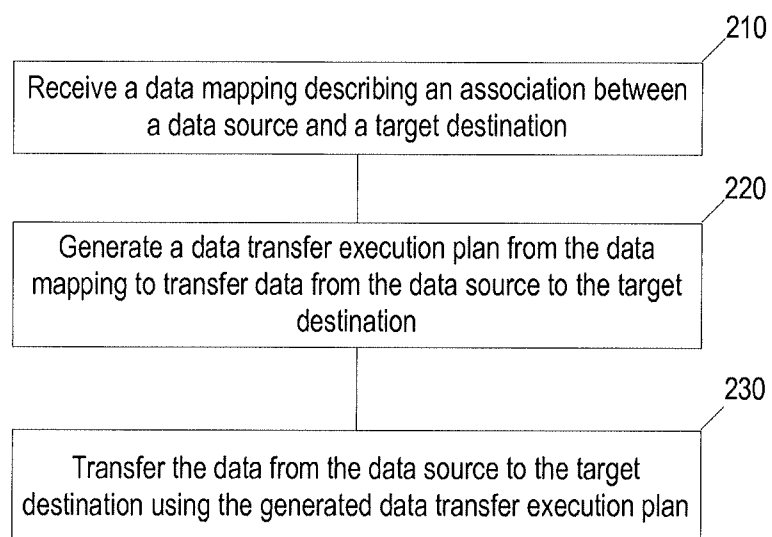 210
Receive a data mapping describing an association between
a data source and a target destination
220
Generate a data transfer execution plan from the data
mapping to transfer data from the data source to the target
destination
230
Transfer the data from the data source to the target
destination using the generated data transfer execution plan